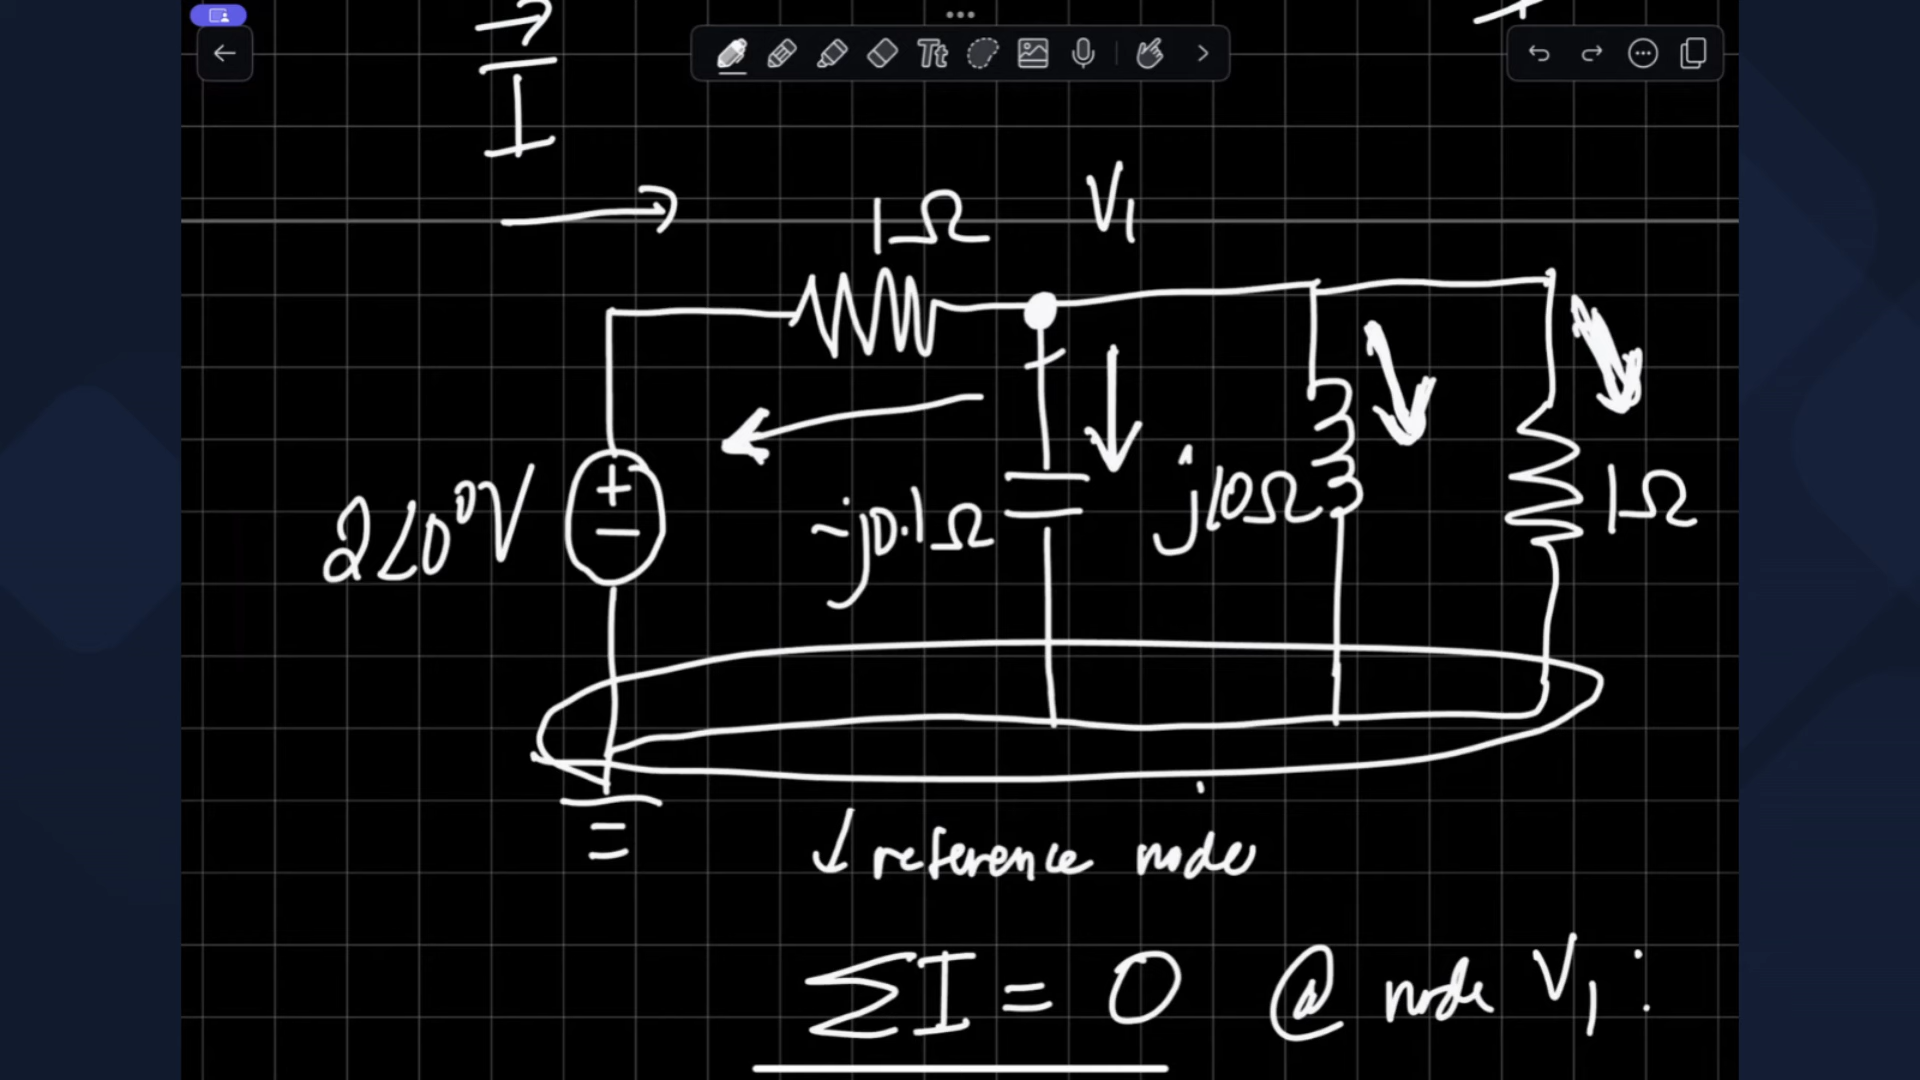 I
1Ω V₁
2∠0°V + − -j0.1Ω j10Ω 1Ω
↓ reference node
ΣI = 0 @ node V₁ :